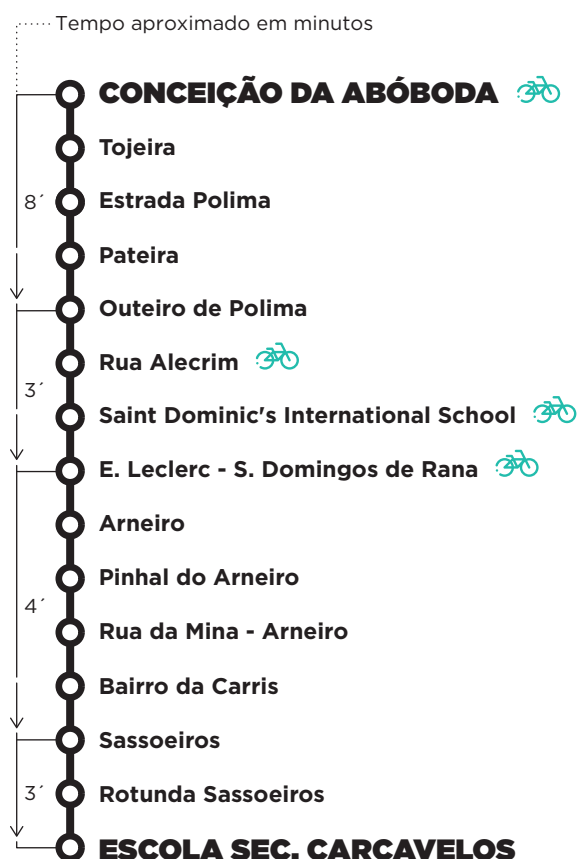 Tempo aproximado em minutos
CONCEIÇÃO DA ABÓBODA
Tojeira
8´
Estrada Polima
Pateira
Outeiro de Polima
Rua Alecrim
3´
Saint Dominic's International School
E. Leclerc - S. Domingos de Rana
Arneiro
Pinhal do Arneiro
4´
Rua da Mina - Arneiro
Bairro da Carris
Sassoeiros
3´
Rotunda Sassoeiros
ESCOLA SEC. CARCAVELOS